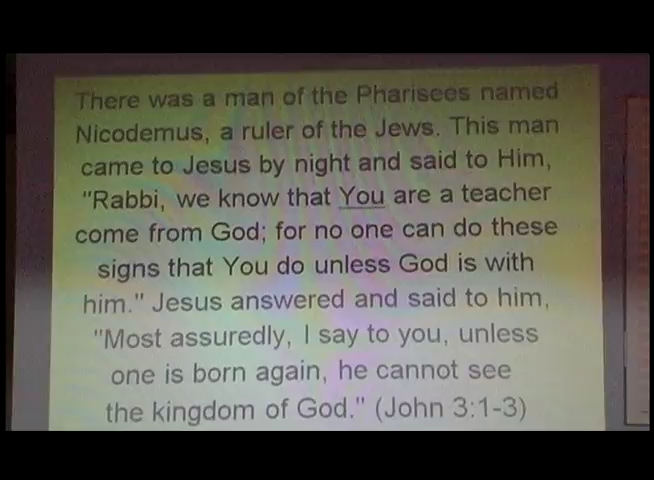 There was a man of the Pharisees named
Nicodemus, a ruler of the Jews. This man
came to Jesus by night and said to Him,
"Rabbi, we know that You are a teacher
come from God; for no one can do these
signs that You do unless God is with
him." Jesus answered and said to him,
"Most assuredly, I say to you, unless
one is born again, he cannot see
the kingdom of God." (John 3:1-3)